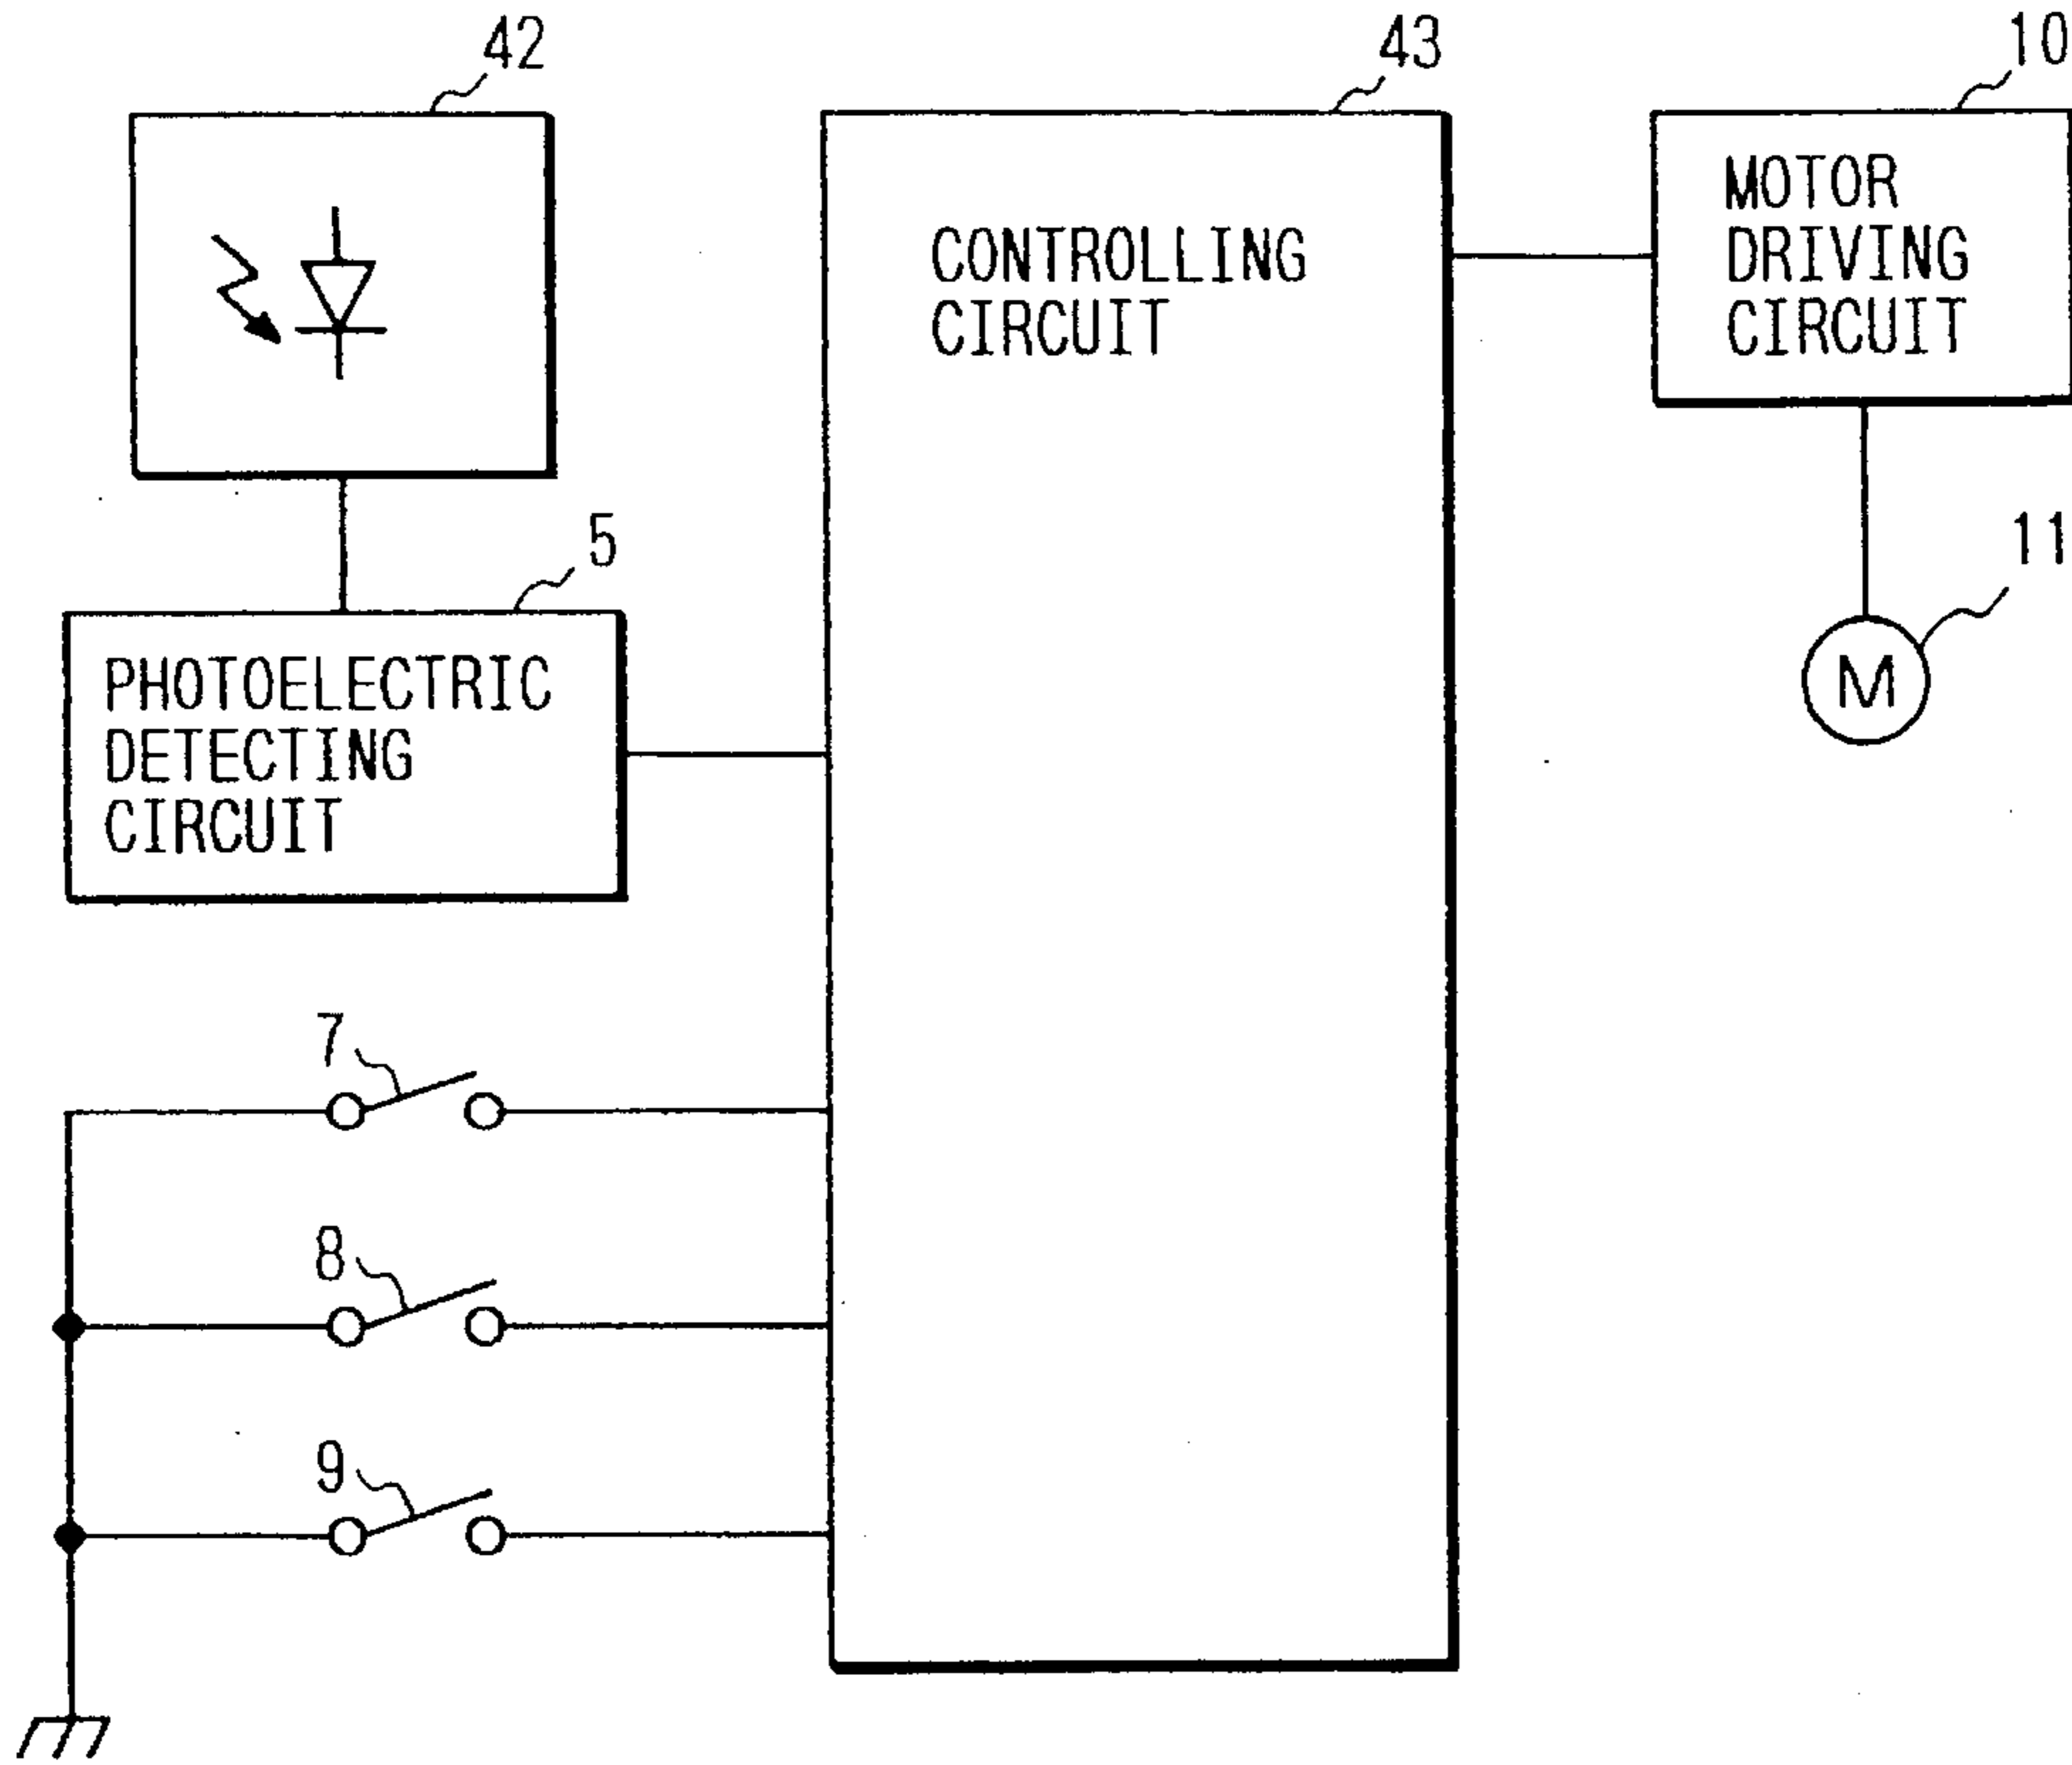 42
43
10
MOTOR
DRIVING
CIRCUIT
CONTROLLING
CIRCUIT
5
11
PHOTOELECTRIC
DETECTING
CIRCUIT
M
7
8
9